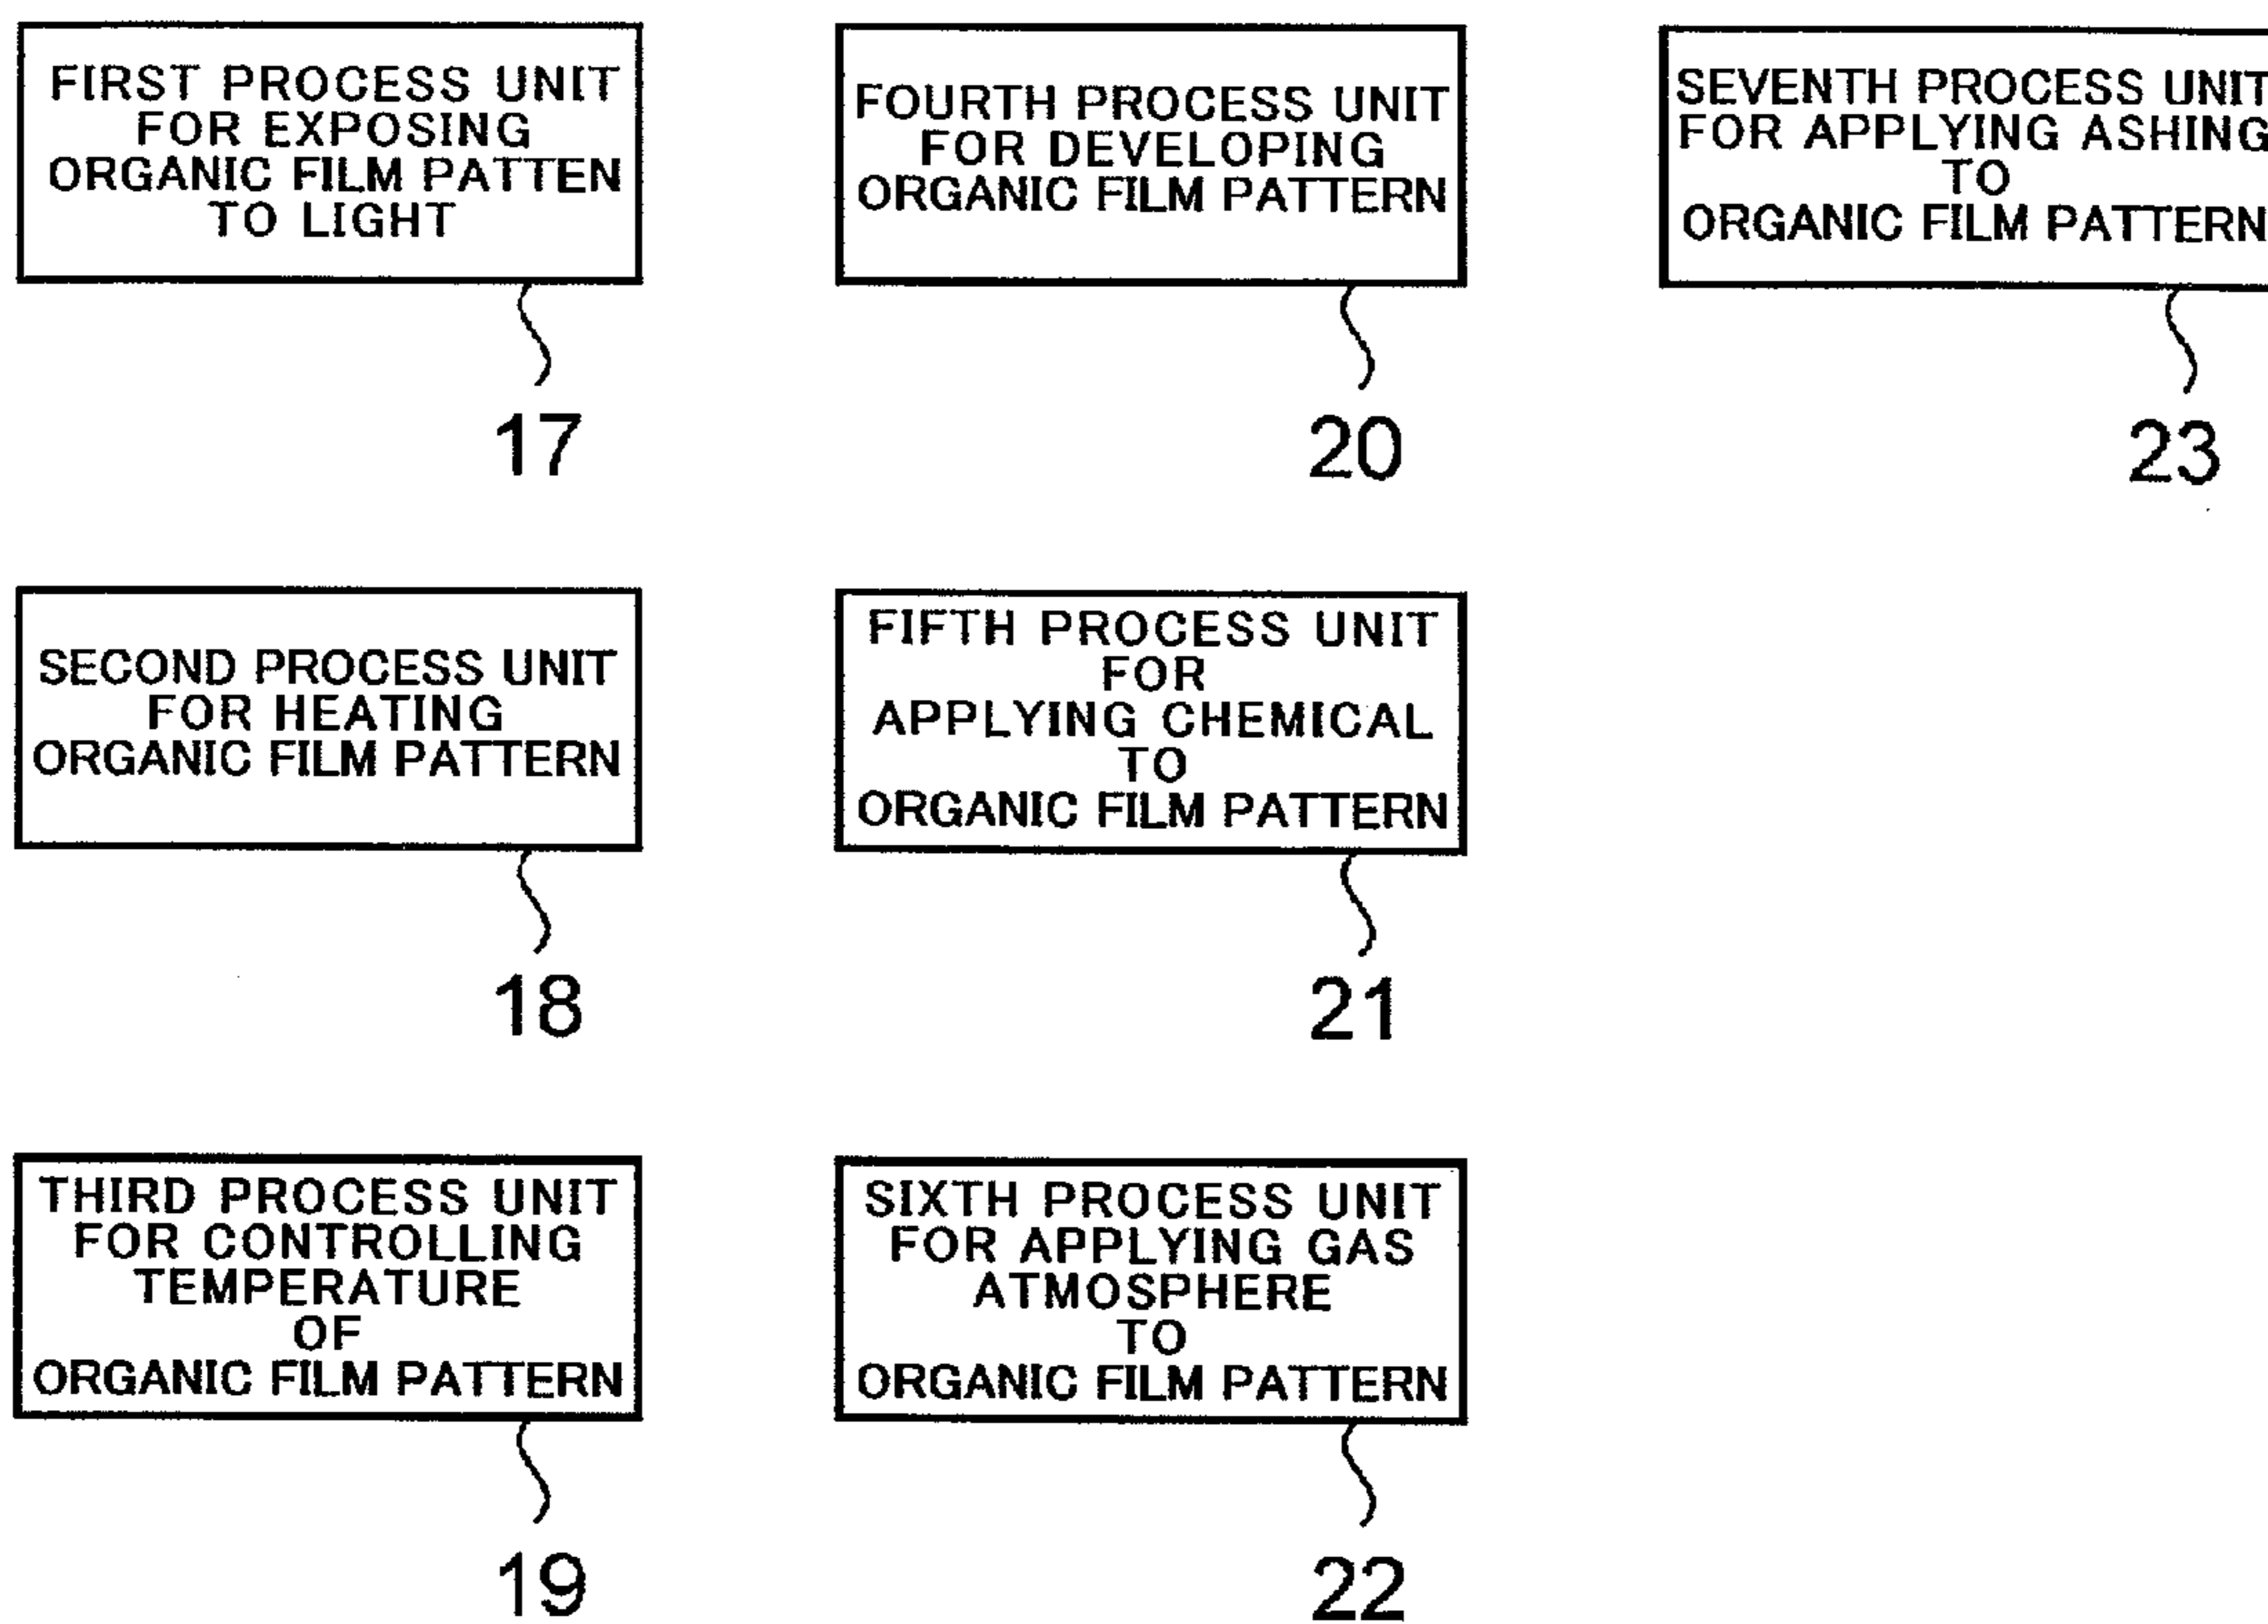 FIRST PROCESS UNIT
FOR EXPOSING
ORGANIC FILM PATTEN
TO LIGHT
17
SECOND PROCESS UNIT
FOR HEATING
ORGANIC FILM PATTERN
18
THIRD PROCESS UNIT
FOR CONTROLLING
TEMPERATURE
OF
ORGANIC FILM PATTERN
19
FOURTH PROCESS UNIT
FOR DEVELOPING
ORGANIC FILM PATTERN
20
FIFTH PROCESS UNIT
FOR
APPLYING CHEMICAL
TO
ORGANIC FILM PATTERN
21
SIXTH PROCESS UNIT
FOR APPLYING GAS
ATMOSPHERE
TO
ORGANIC FILM PATTERN
22
SEVENTH PROCESS UNIT
FOR APPLYING ASHING
TO
ORGANIC FILM PATTERN
23